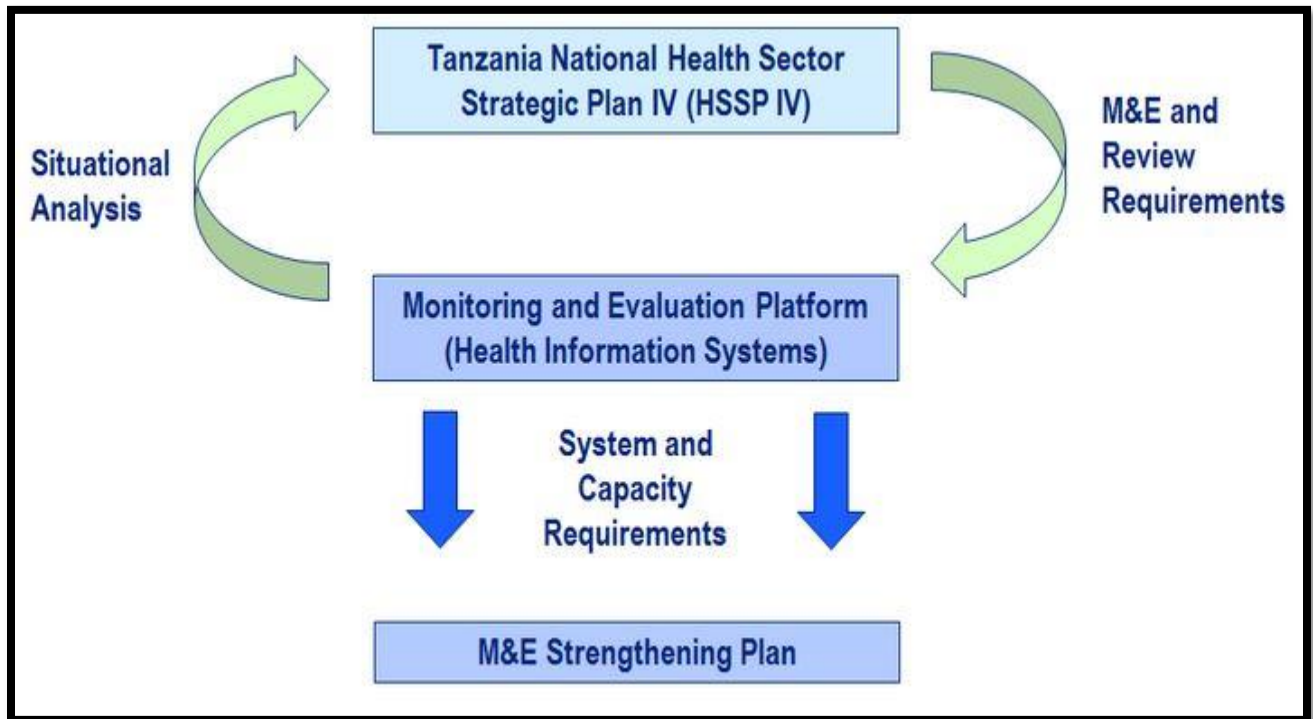 Tanzania National Health Sector
Strategic Plan IV (HSSP IV)
Situational
Analysis
M&E and
Review
Requirements
Monitoring and Evaluation Platform
(Health Information Systems)
System and
Capacity
Requirements
M&E Strengthening Plan